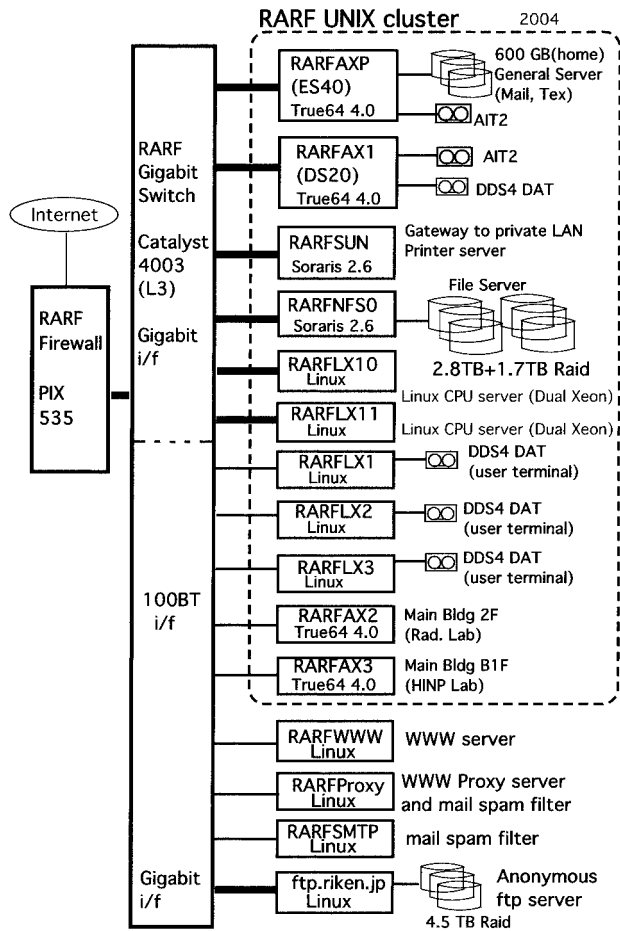 RARF UNIX cluster 2004
RARFAXP
(ES40)
True64 4.0
600 GB(home)
General Server
(Mail, Tex)
AIT2
RARFAX1
(DS20)
True64 4.0
AIT2
DDS4 DAT
RARF
Gigabit
Switch
Catalyst
4003
(L3)
Gigabit
i/f
Internet
RARF
Firewall
PIX
535
RARFSUN
Soraris 2.6
Gateway to private LAN
Printer server
RARFNFS0
Soraris 2.6
File Server
2.8TB+1.7TB Raid
RARFLX10
Linux
Linux CPU server (Dual Xeon)
RARFLX11
Linux
Linux CPU server (Dual Xeon)
RARFLX1
Linux
DDS4 DAT
(user terminal)
RARFLX2
Linux
DDS4 DAT
(user terminal)
RARFLX3
Linux
DDS4 DAT
(user terminal)
100BT
i/f
RARFAX2
True64 4.0
Main Bldg 2F
(Rad. Lab)
RARFAX3
True64 4.0
Main Bldg B1F
(HINP Lab)
RARFWWW
Linux
WWW server
RARFProxy
Linux
WWW Proxy server
and mail spam filter
RARFSMTP
Linux
mail spam filter
Gigabit
i/f
ftp.riken.jp
Linux
Anonymous
ftp server
4.5 TB Raid